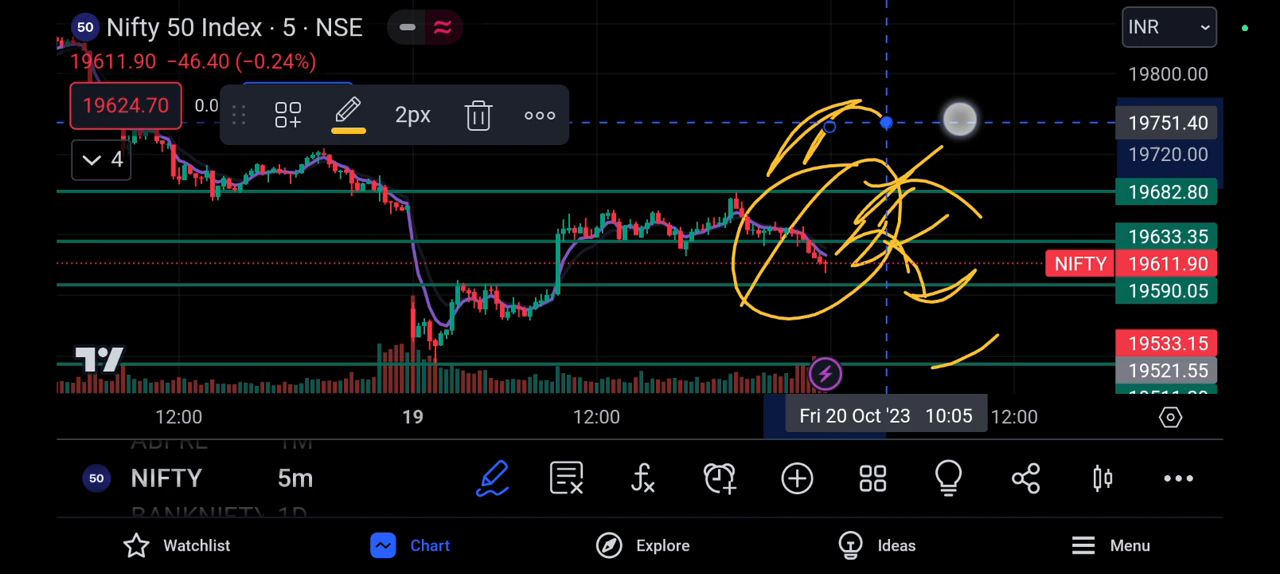 50 Nifty 50 Index · 5 · NSE
INR
19611.90 −46.40 (−0.24%)
19800.00
19624.70 0.0
2px
19751.40
19720.00
4
19682.80
19633.35
NIFTY 19611.90
19590.05
19533.15
19521.55
12:00 19 12:00 Fri 20 Oct '23 10:05 12:00
50 NIFTY 5m
Watchlist Chart Explore Ideas Menu